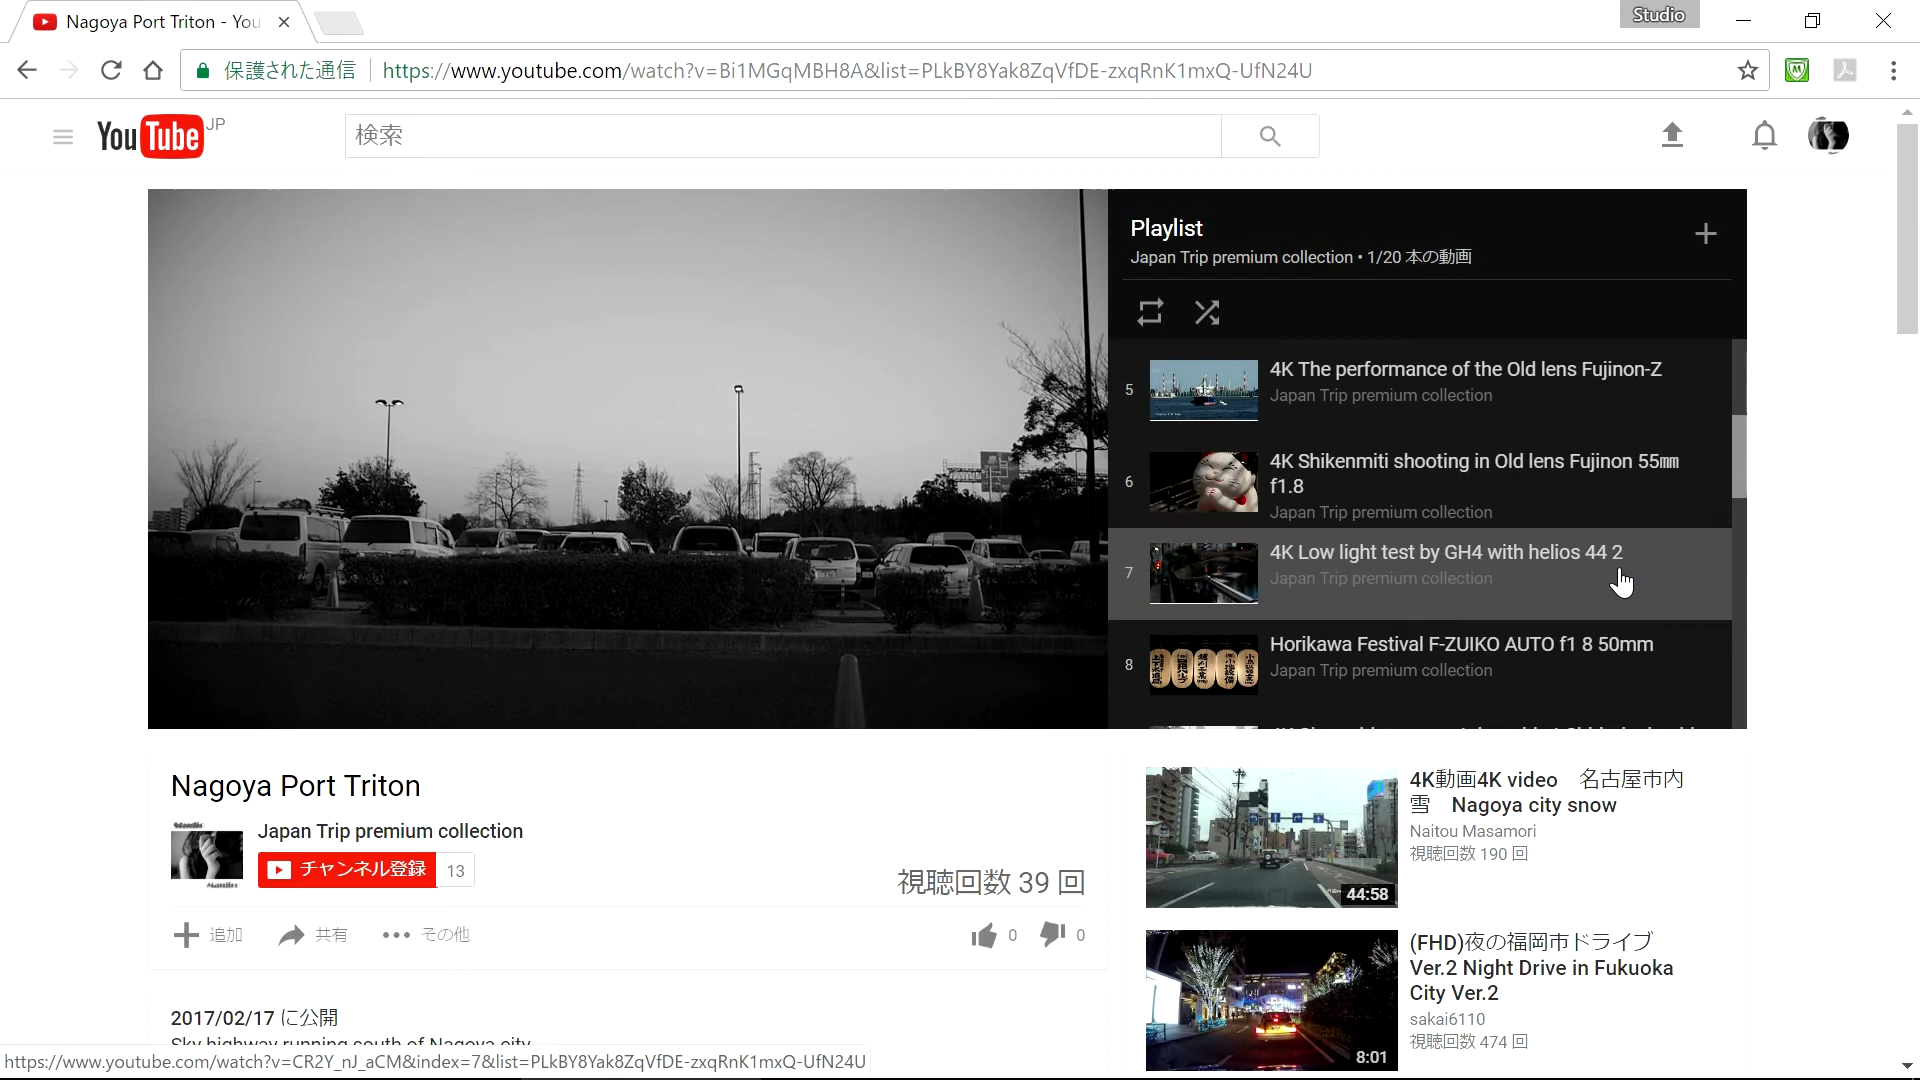 Nagoya Port Triton - You
Studio
保護された通信
https://www.youtube.com/watch?v=Bi1MGqMBH8A&list=PLkBY8Yak8ZqVfDE-zxqRnK1mxQ-UfN24U
YouTube JP
検索
Playlist
Japan Trip premium collection • 1/20 本の動画
5
4K The performance of the Old lens Fujinon-Z
Japan Trip premium collection
6
4K Shikenmiti shooting in Old lens Fujinon 55mm
f1.8
Japan Trip premium collection
7
4K Low light test by GH4 with helios 44 2
Japan Trip premium collection
8
Horikawa Festival F-ZUIKO AUTO f1 8 50mm
Japan Trip premium collection
Nagoya Port Triton
Japan Trip premium collection
チャンネル登録 13
視聴回数 39 回
追加 共有 その他
0 0
2017/02/17 に公開
Sky highway running south of Nagoya city
4K動画4K video 名古屋市内
雪 Nagoya city snow
Naitou Masamori
視聴回数 190 回
44:58
(FHD)夜の福岡市ドライブ
Ver.2 Night Drive in Fukuoka
City Ver.2
sakai6110
視聴回数 474 回
8:01
https://www.youtube.com/watch?v=CR2Y_nJ_aCM&index=7&list=PLkBY8Yak8ZqVfDE-zxqRnK1mxQ-UfN24U